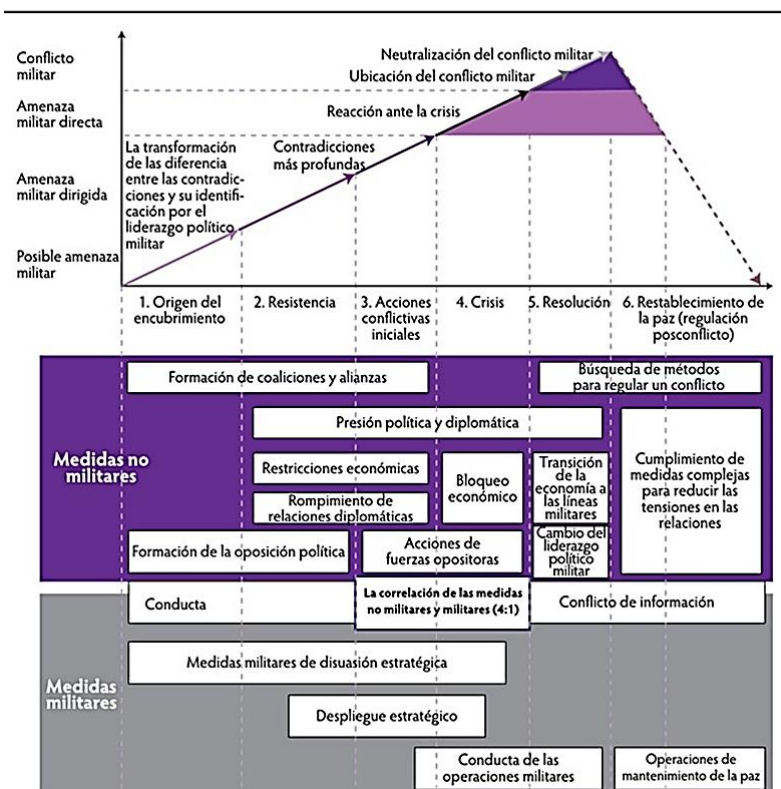 Conflicto
militar
Amenaza
militar directa
Amenaza
militar dirigida
Posible amenaza
militar
Neutralización del conflicto militar
Ubicación del conflicto militar
Reacción ante la crisis
Contradicciones
más profundas
La transformación
de las diferencia
entre las contradic-
ciones y su identifi-
cación por el
liderazgo político
militar
1. Origen del
encubrimiento
2. Resistencia
3. Acciones
conflictivas
iniciales
4. Crisis
5. Resolución
6. Restablecimiento de
la paz (regulación
posconflicto)
Medidas no
militares
Formación de coaliciones y alianzas
Búsqueda de métodos
para regular un conflicto
Presión política y diplomática
Restricciones económicas
Rompimiento de
relaciones diplomáticas
Bloqueo
económico
Transición
de la
economía a
las líneas
militares
Cumplimiento de
medidas complejas
para reducir las
tensiones en las
relaciones
Formación de la oposición política
Acciones de
fuerzas opositoras
Cambio del
liderazgo
político
militar
Conducta
La correlación de las medidas
no militares y militares (4:1)
Conflicto de información
Medidas
militares
Medidas militares de disuasión estratégica
Despliegue estratégico
Conducta de las
operaciones militares
Operaciones de
mantenimiento de la paz